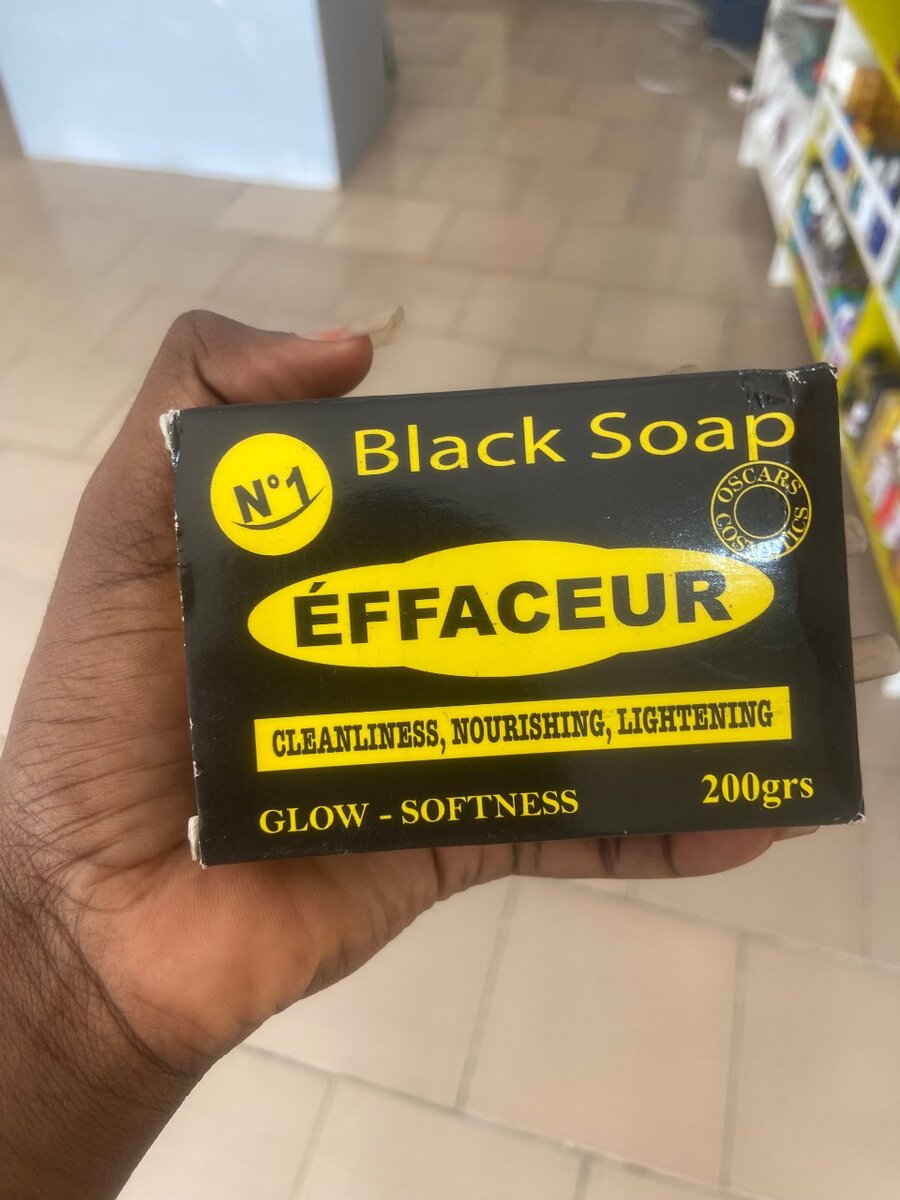 Black Soap
N°1
OSCARS
COSMETICS
ÉFFACEUR
CLEANLINESS, NOURISHING, LIGHTENING
GLOW - SOFTNESS
200grs